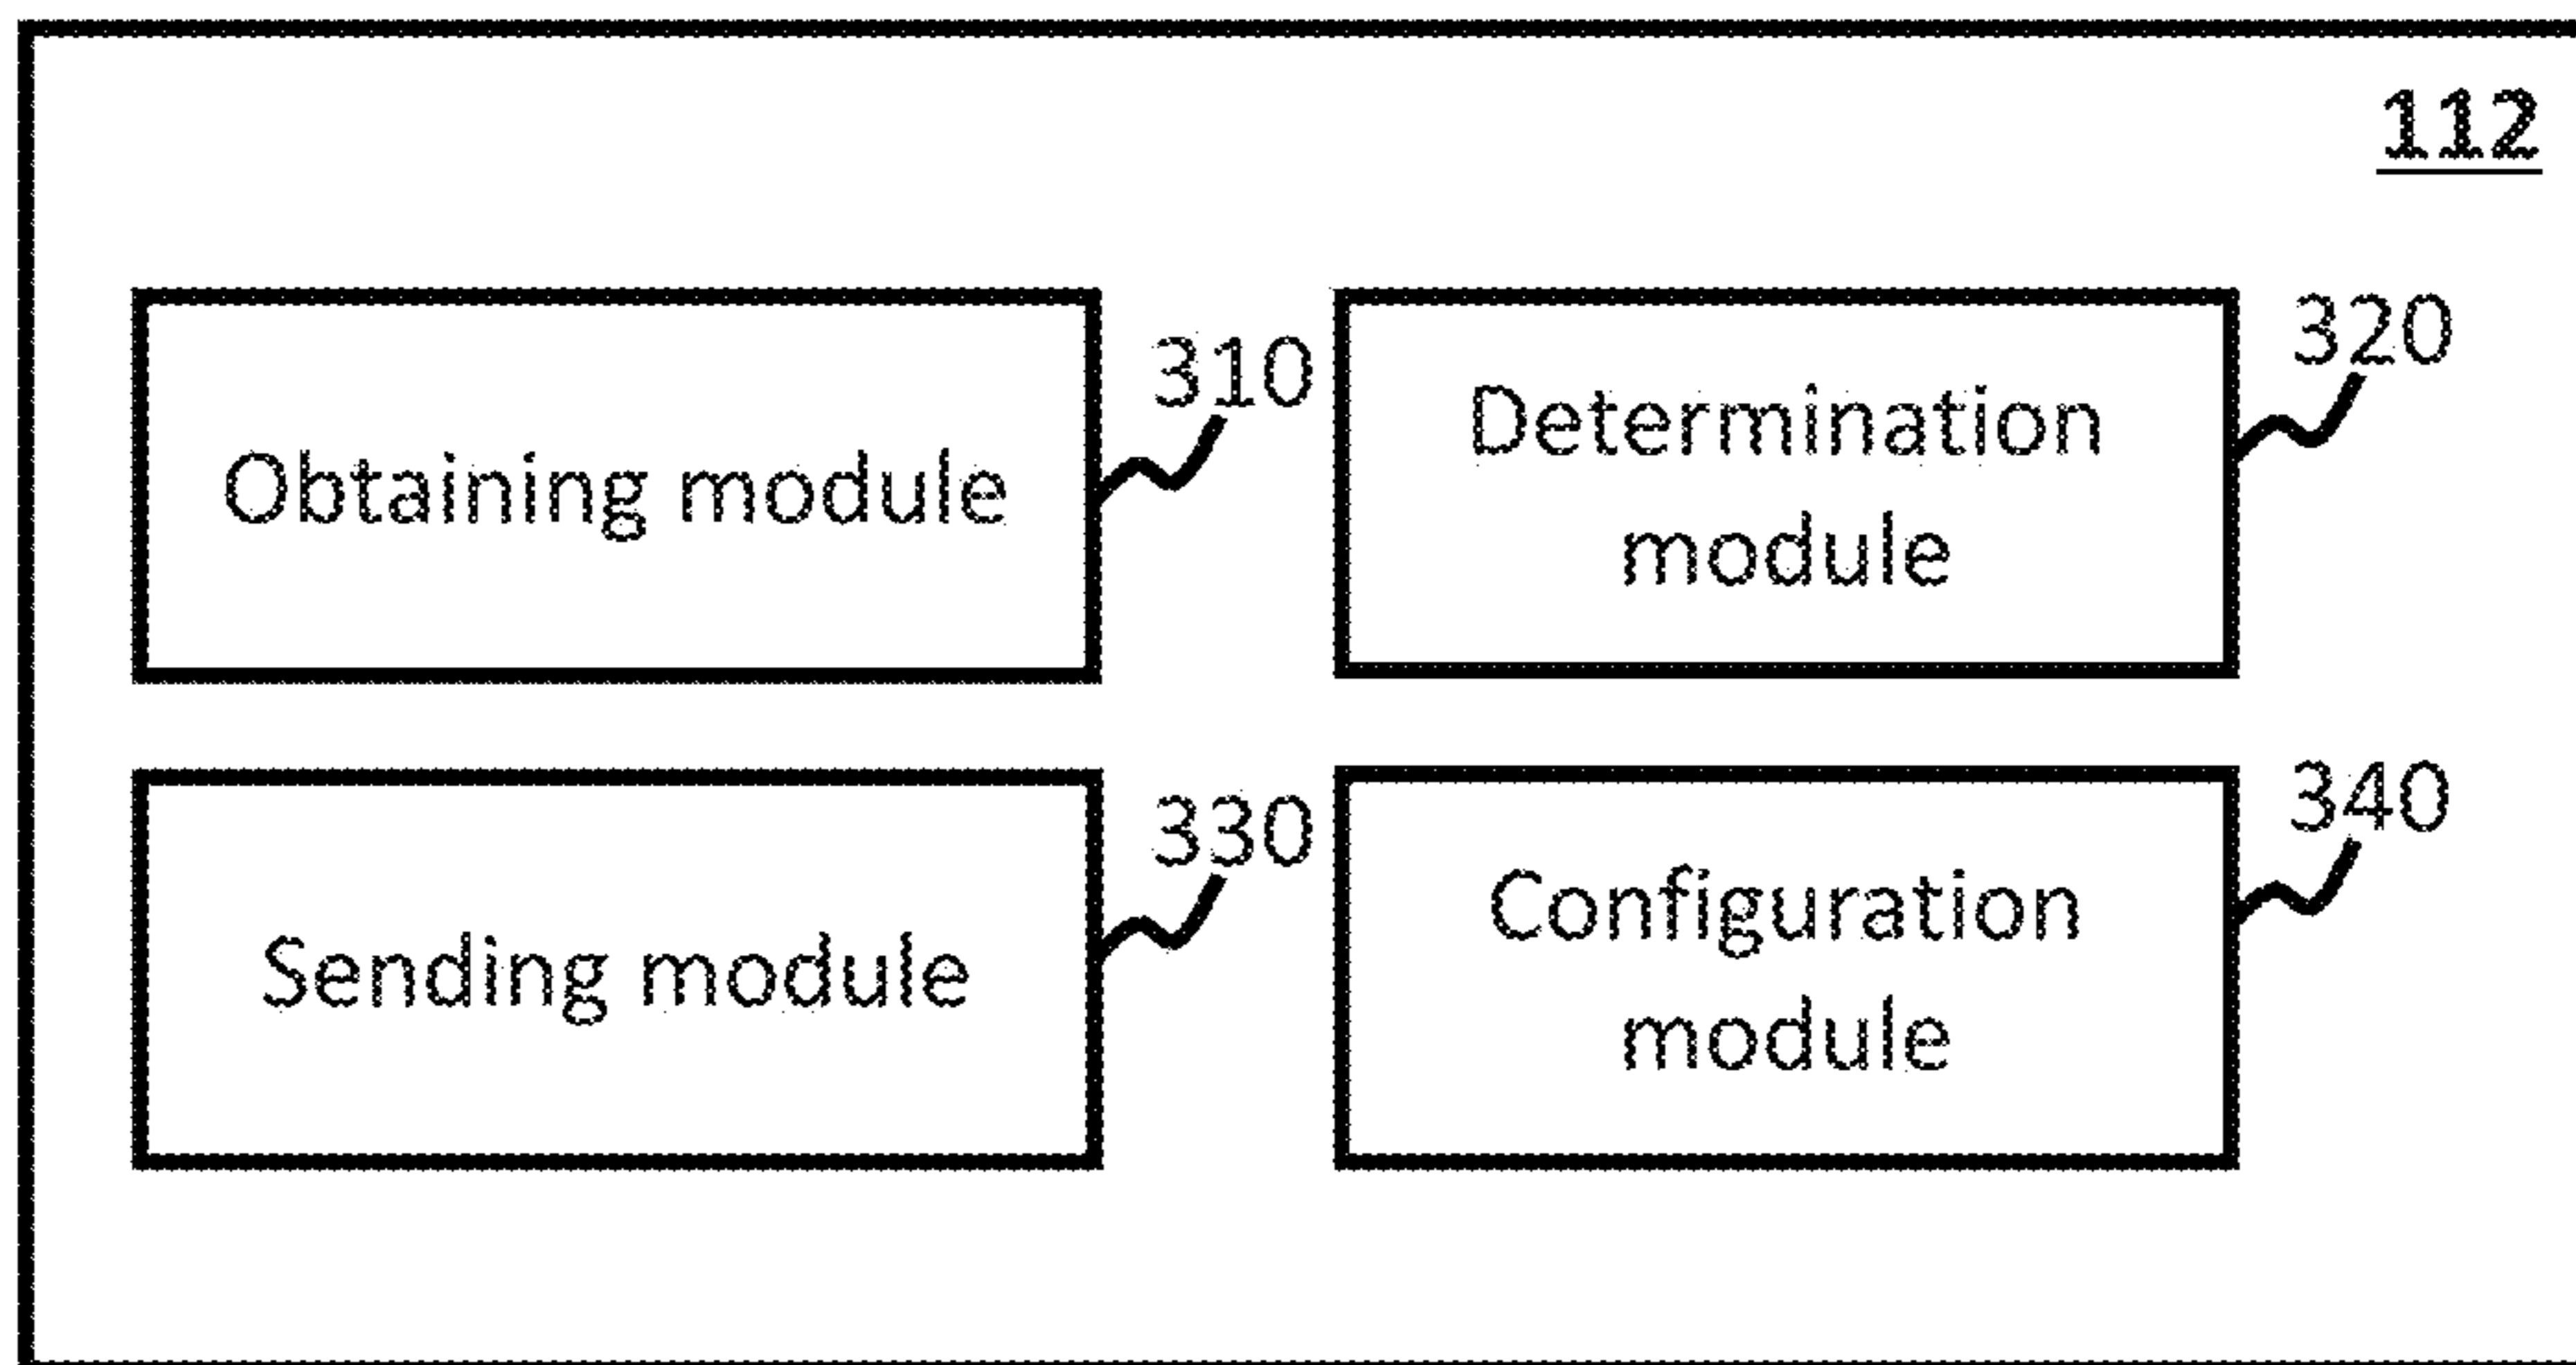 112
310
Obtaining module
320
Determination
module
330
Sending module
340
Configuration
module